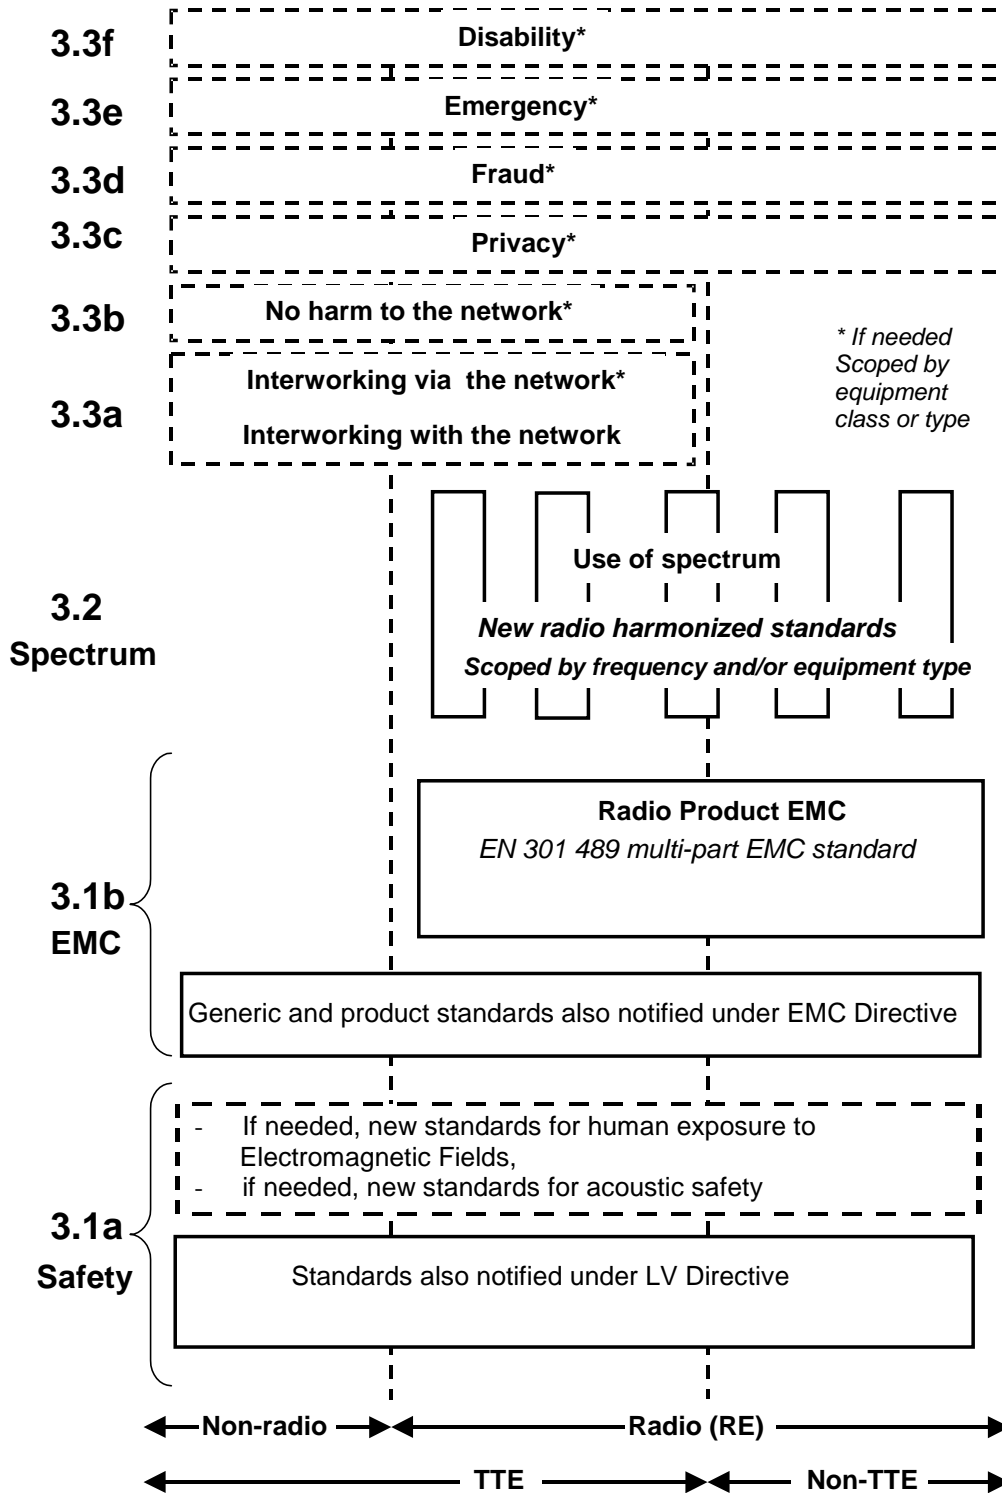 3.3f
Disability*
3.3e
Emergency*
3.3d
Fraud*
3.3c
Privacy*
3.3b
No harm to the network*
* If needed
Scoped by
equipment
class or type
3.3a
Interworking via the network*
Interworking with the network
3.2
Spectrum
Use of spectrum
New radio harmonized standards
Scoped by frequency and/or equipment type
3.1b
EMC
Radio Product EMC
EN 301 489 multi-part EMC standard
Generic and product standards also notified under EMC Directive
3.1a
Safety
- If needed, new standards for human exposure to
Electromagnetic Fields,
- if needed, new standards for acoustic safety
Standards also notified under LV Directive
Non-radio
Radio (RE)
TTE
Non-TTE